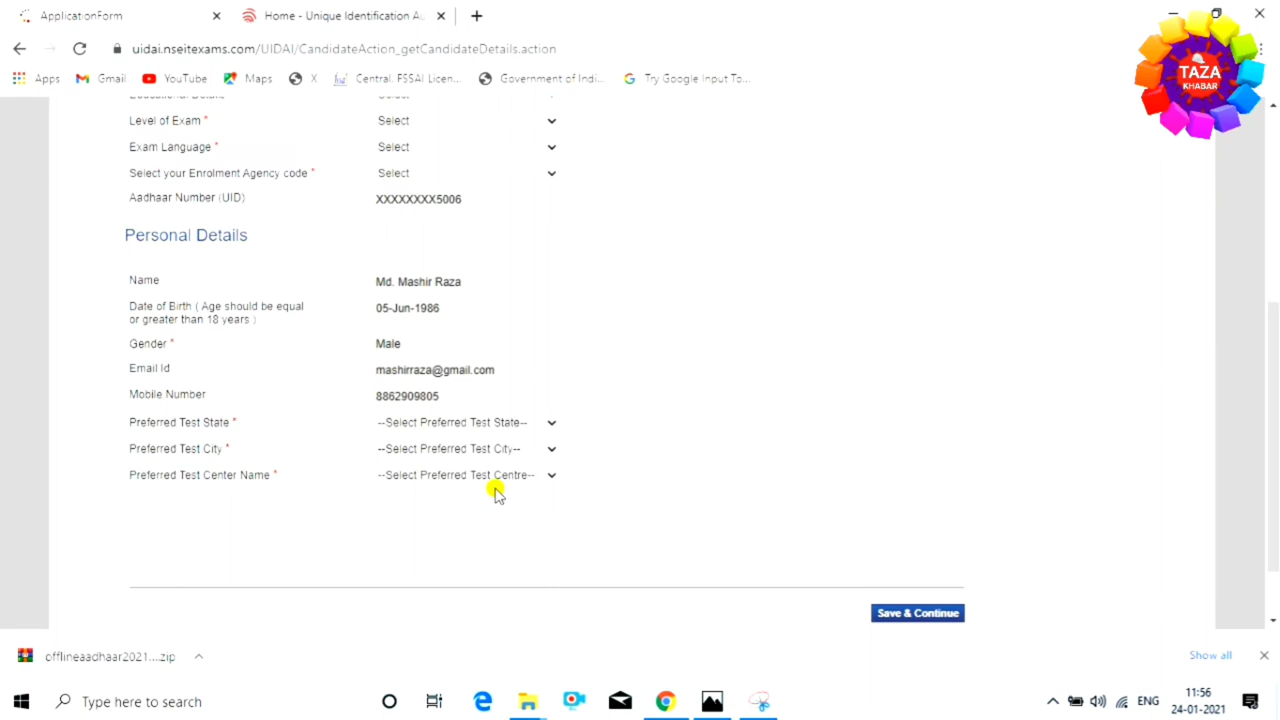 ApplicationForm
Home - Unique Identification Au
uidai.nseitexams.com/UIDAI/CandidateAction_getCandidateDetails.action
Apps Gmail YouTube Maps X Central. FSSAI Licen... Government of Indi... Try Google Input To...
TAZA
KHABAR
Educational Details Select
Level of Exam * Select
Exam Language * Select
Select your Enrolment Agency code * Select
Aadhaar Number (UID) XXXXXXXX5006
Personal Details
Name Md. Mashir Raza
Date of Birth ( Age should be equal
or greater than 18 years ) 05-Jun-1986
Gender * Male
Email Id mashirraza@gmail.com
Mobile Number 8862909805
Preferred Test State * --Select Preferred Test State--
Preferred Test City * --Select Preferred Test City--
Preferred Test Center Name * --Select Preferred Test Centre--
Save & Continue
offlineaadhaar2021....zip
Show all
Type here to search
ENG
11:56
24-01-2021